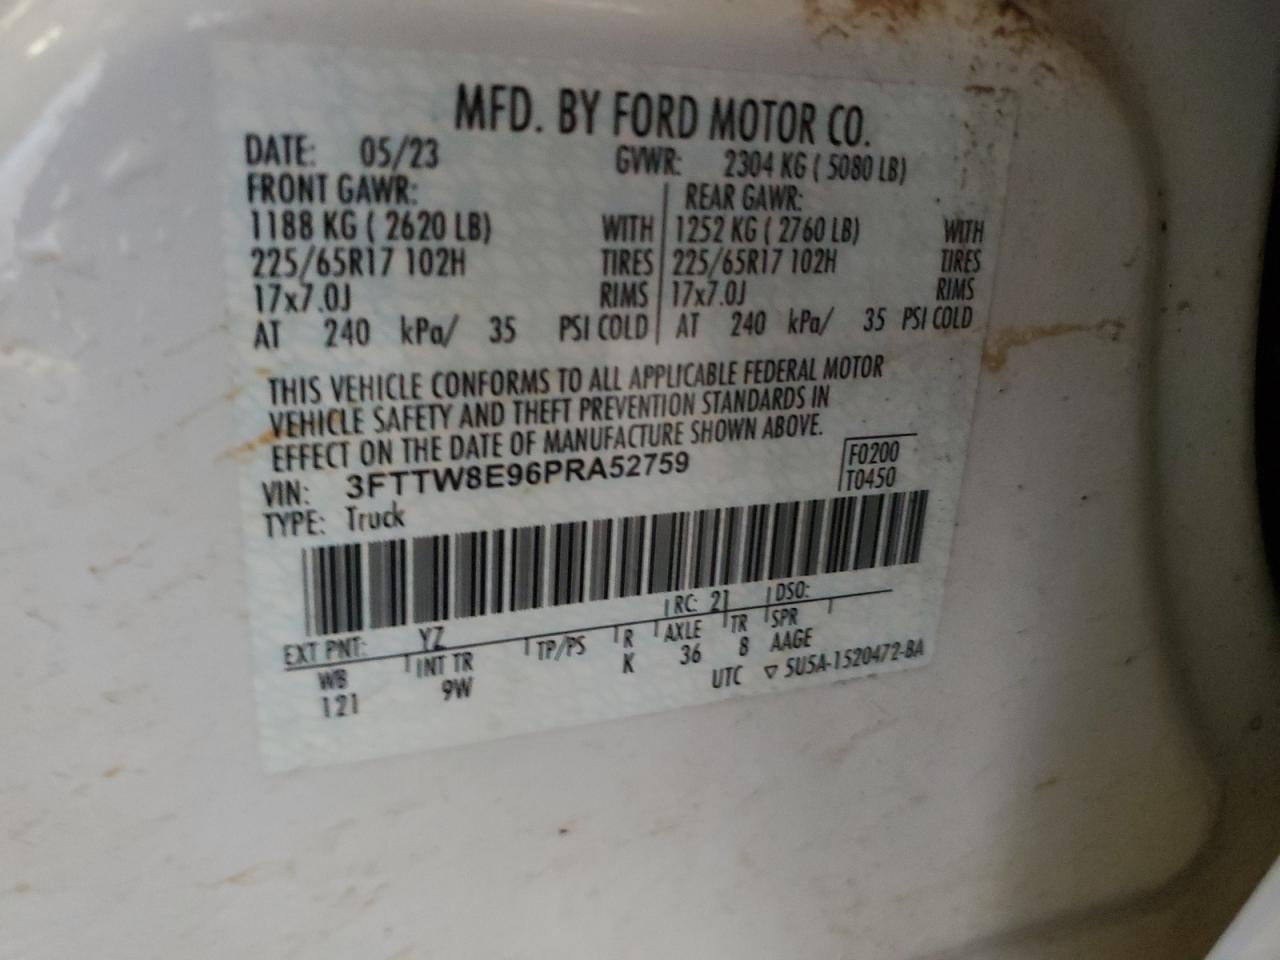 MFD. BY FORD MOTOR CO.
DATE: 05/23 GVWR: 2304 KG ( 5080 LB)
FRONT GAWR: REAR GAWR:
1188 KG ( 2620 LB) WITH 1252 KG ( 2760 LB) WITH
225/65R17 102H TIRES 225/65R17 102H TIRES
17x7.0J RIMS 17x7.0J RIMS
AT 240 kPa/ 35 PSI COLD AT 240 kPa/ 35 PSI COLD
THIS VEHICLE CONFORMS TO ALL APPLICABLE FEDERAL MOTOR
VEHICLE SAFETY AND THEFT PREVENTION STANDARDS IN
EFFECT ON THE DATE OF MANUFACTURE SHOWN ABOVE.
VIN: 3FTTW8E96PRA52759 F0200
TYPE: Truck T0450
EXT PNT: YZ RC: 21 DSO:
WB INT TR TP/PS R AXLE TR SPR
121 9W K 36 8 AAGE
UTC ▽ 5U5A-1520472-BA